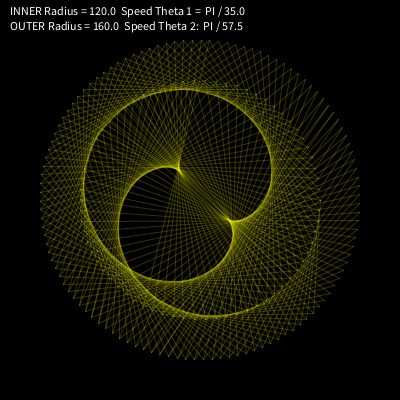 INNER Radius = 120.0  Speed Theta 1 =  PI / 35.0
OUTER Radius = 160.0  Speed Theta 2:  PI / 57.5